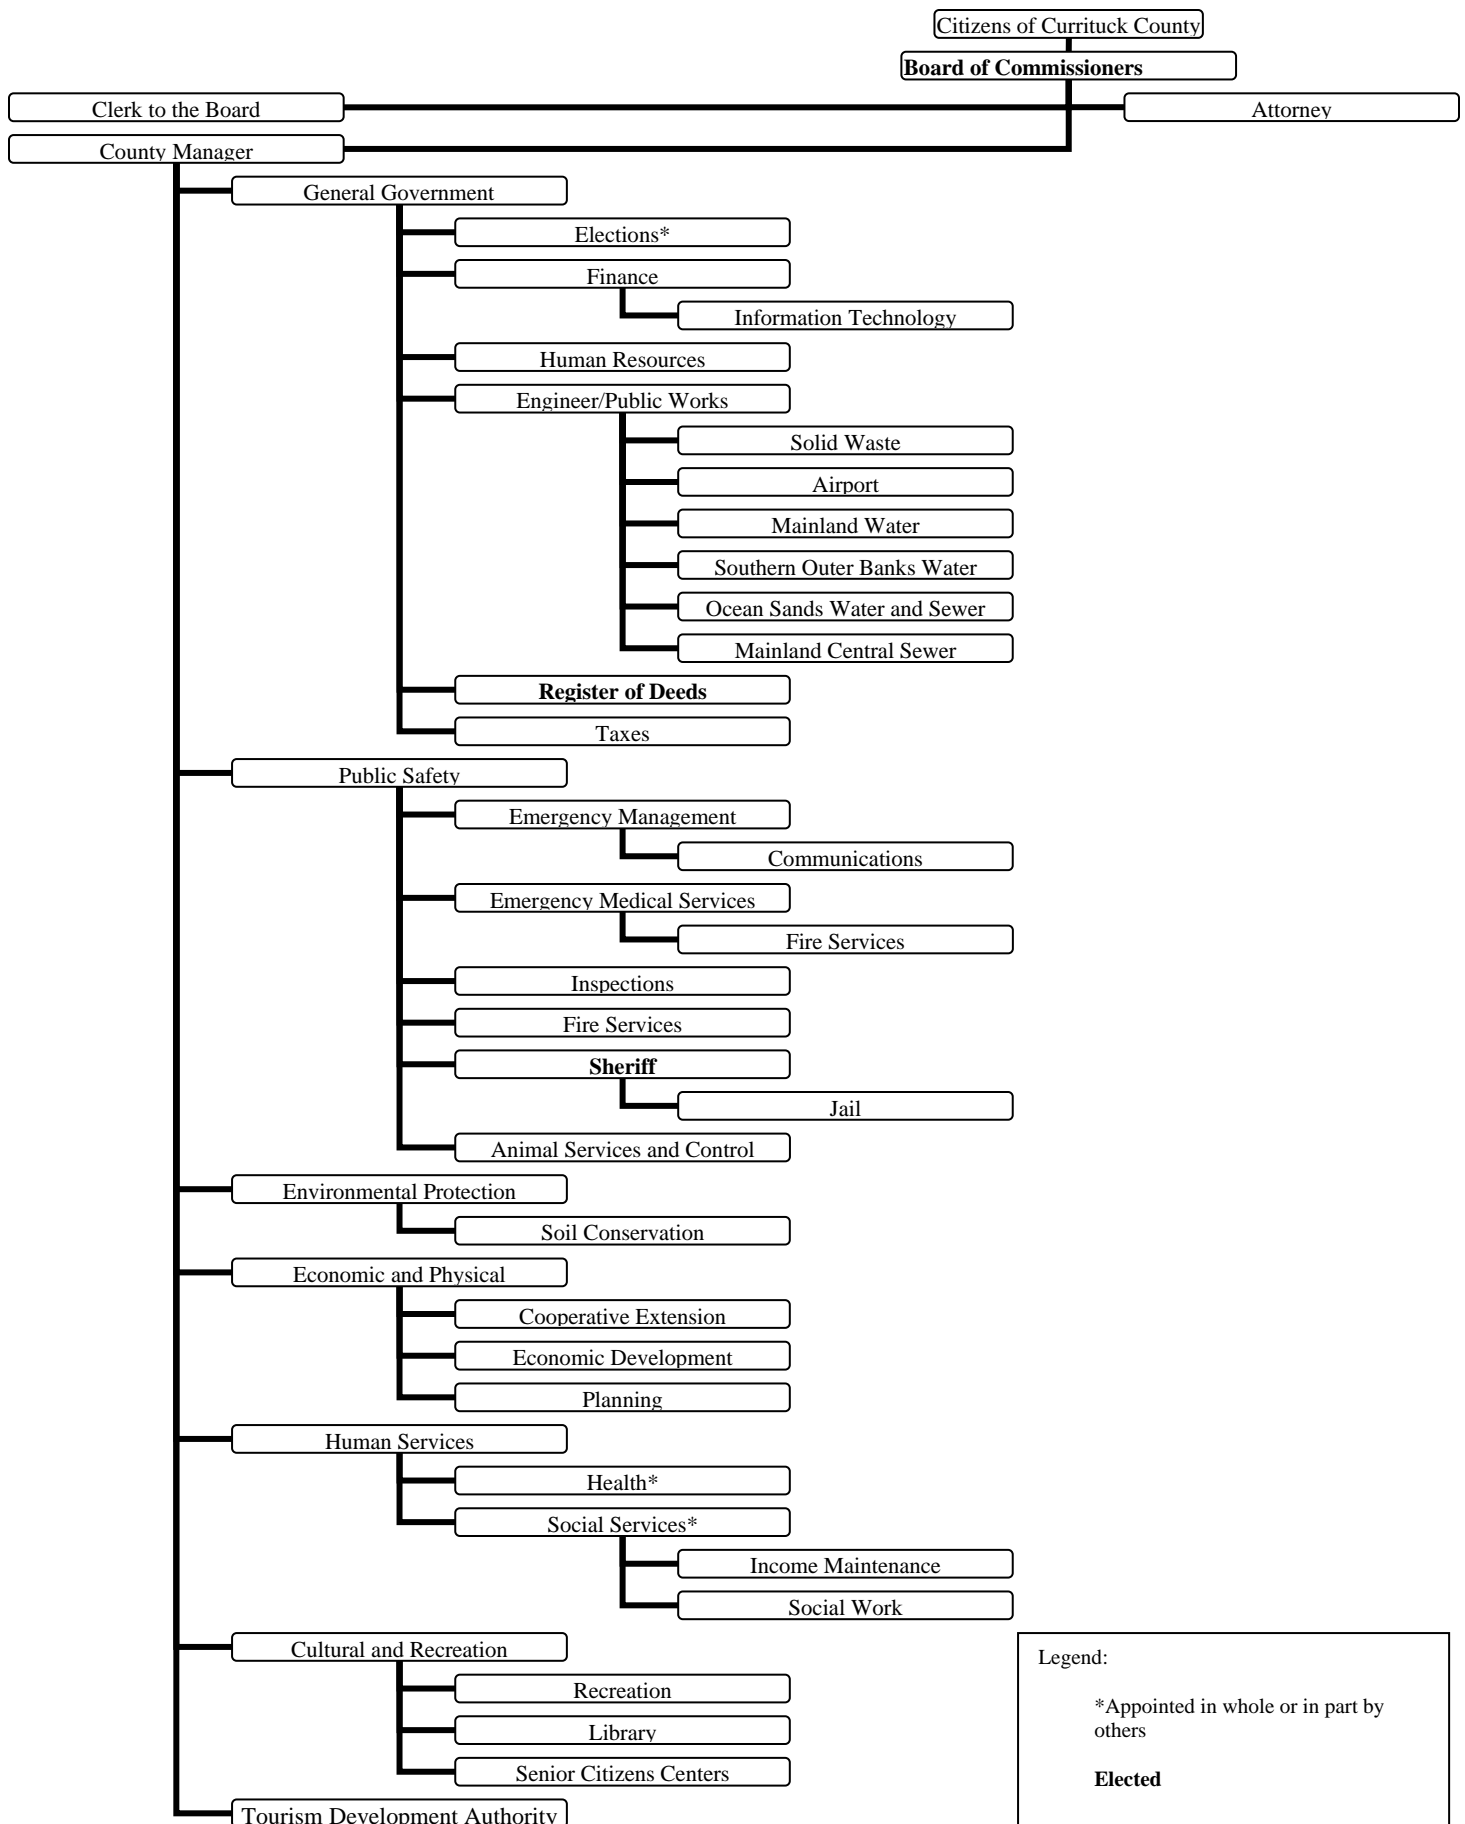 Citizens of Currituck County
Board of Commissioners
Clerk to the Board
Attorney
County Manager
General Government
Elections*
Finance
Information Technology
Human Resources
Engineer/Public Works
Solid Waste
Airport
Mainland Water
Southern Outer Banks Water
Ocean Sands Water and Sewer
Mainland Central Sewer
Register of Deeds
Taxes
Public Safety
Emergency Management
Communications
Emergency Medical Services
Fire Services
Inspections
Fire Services
Sheriff
Jail
Animal Services and Control
Environmental Protection
Soil Conservation
Economic and Physical
Cooperative Extension
Economic Development
Planning
Human Services
Health*
Social Services*
Income Maintenance
Social Work
Cultural and Recreation
Recreation
Library
Senior Citizens Centers
Tourism Development Authority
Legend:
*Appointed in whole or in part by
others
Elected